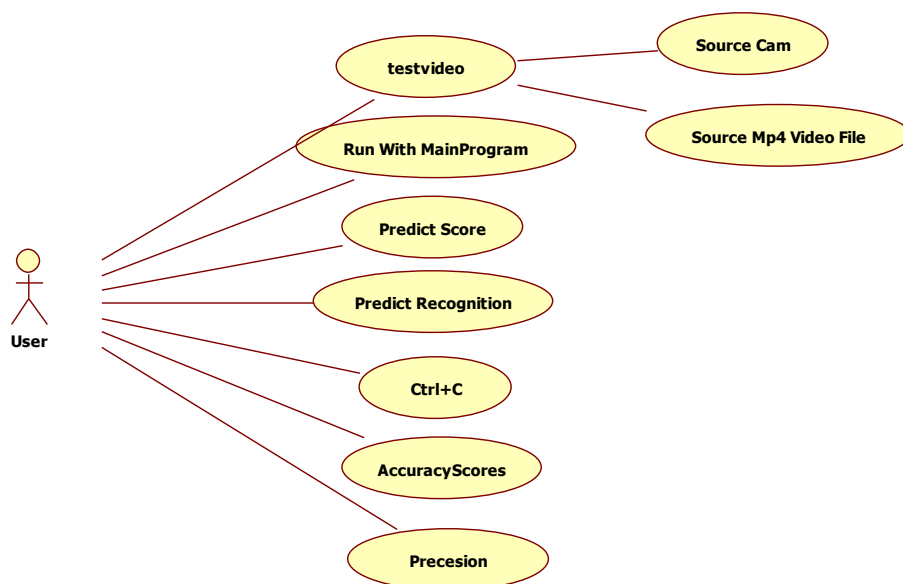 Source Cam
testvideo
Source Mp4 Video File
Run With MainProgram
Predict Score
Predict Recognition
User
Ctrl+C
AccuracyScores
Precesion